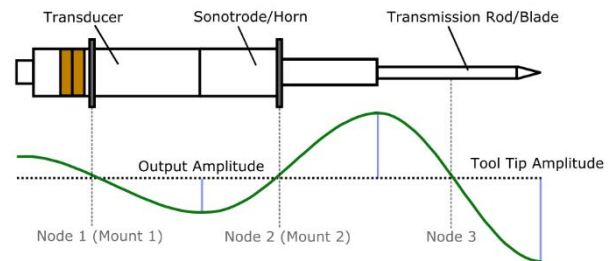 Transducer
Sonotrode/Horn
Transmission Rod/Blade
Output Amplitude
Tool Tip Amplitude
Node 1 (Mount 1)
Node 2 (Mount 2)
Node 3